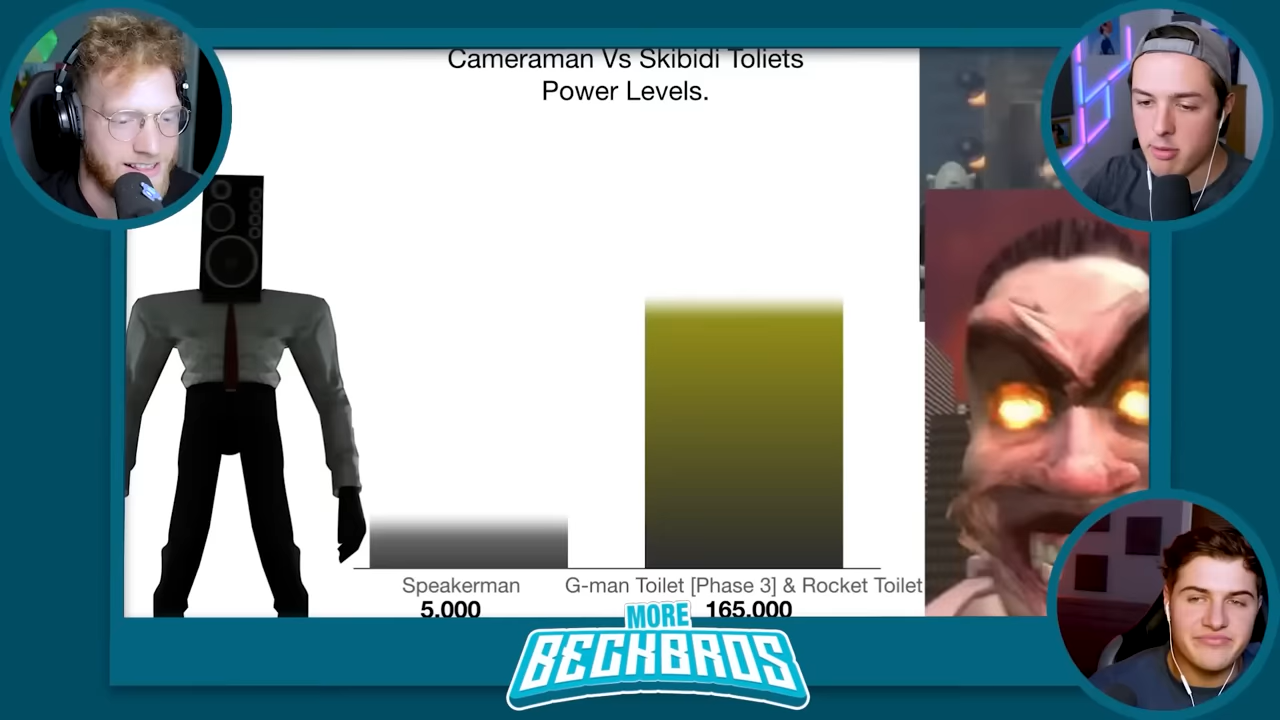 Cameraman Vs Skibidi Toliets
Power Levels.
Speakerman
G-man Toilet [Phase 3] & Rocket Toilet
5,000
165,000
MORE
BECKBROS